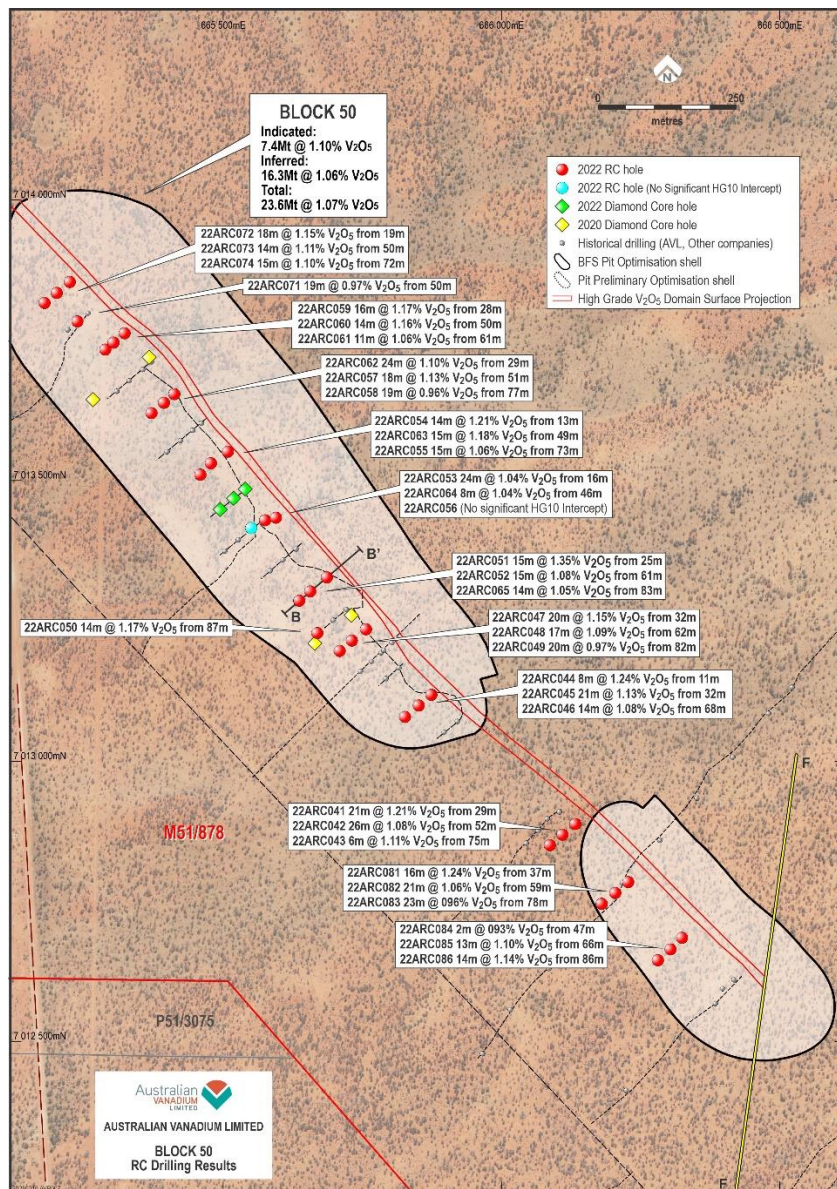 665 500mE
666 000mE
666 500mE
N
0
250
metres
BLOCK 50
Indicated:
7.4Mt @ 1.10% V₂O₅
Inferred:
16.3Mt @ 1.06% V₂O₅
Total:
23.6Mt @ 1.07% V₂O₅
2022 RC hole
2022 RC hole (No Significant HG10 Intercept)
2022 Diamond Core hole
2020 Diamond Core hole
Historical drilling (AVL, Other companies)
BFS Pit Optimisation shell
Pit Preliminary Optimisation shell
High Grade V₂O₅ Domain Surface Projection
7 014 000mN
22ARC072 18m @ 1.15% V₂O₅ from 19m
22ARC073 14m @ 1.11% V₂O₅ from 50m
22ARC074 15m @ 1.10% V₂O₅ from 72m
22ARC071 19m @ 0.97% V₂O₅ from 50m
22ARC059 16m @ 1.17% V₂O₅ from 28m
22ARC060 14m @ 1.16% V₂O₅ from 50m
22ARC061 11m @ 1.06% V₂O₅ from 61m
22ARC062 24m @ 1.10% V₂O₅ from 29m
22ARC057 18m @ 1.13% V₂O₅ from 51m
22ARC058 19m @ 0.96% V₂O₅ from 77m
22ARC054 14m @ 1.21% V₂O₅ from 13m
22ARC063 15m @ 1.18% V₂O₅ from 49m
22ARC055 15m @ 1.06% V₂O₅ from 73m
7 013 500mN
22ARC053 24m @ 1.04% V₂O₅ from 16m
22ARC064 8m @ 1.04% V₂O₅ from 46m
22ARC056 (No significant HG10 Intercept)
B'
B
22ARC051 15m @ 1.35% V₂O₅ from 25m
22ARC052 15m @ 1.08% V₂O₅ from 61m
22ARC065 14m @ 1.05% V₂O₅ from 83m
22ARC050 14m @ 1.17% V₂O₅ from 87m
22ARC047 20m @ 1.15% V₂O₅ from 32m
22ARC048 17m @ 1.09% V₂O₅ from 62m
22ARC049 20m @ 0.97% V₂O₅ from 82m
22ARC044 8m @ 1.24% V₂O₅ from 11m
22ARC045 21m @ 1.13% V₂O₅ from 32m
22ARC046 14m @ 1.08% V₂O₅ from 68m
7 013 000mN
F
M51/878
22ARC041 21m @ 1.21% V₂O₅ from 29m
22ARC042 26m @ 1.08% V₂O₅ from 52m
22ARC043 6m @ 1.11% V₂O₅ from 75m
22ARC081 16m @ 1.24% V₂O₅ from 37m
22ARC082 21m @ 1.06% V₂O₅ from 59m
22ARC083 23m @ 096% V₂O₅ from 78m
22ARC084 2m @ 093% V₂O₅ from 47m
22ARC085 13m @ 1.10% V₂O₅ from 66m
22ARC086 14m @ 1.14% V₂O₅ from 86m
P51/3075
7 012 500mN
Australian
VANADIUM
LIMITED
AUSTRALIAN VANADIUM LIMITED
BLOCK 50
RC Drilling Results
F